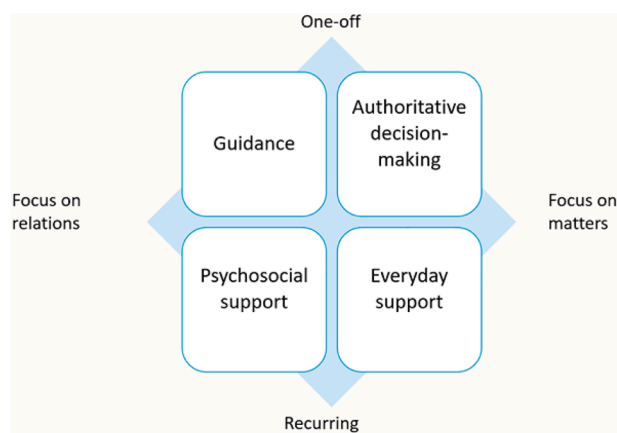 One-off
Guidance
Authoritative
decision-
making
Focus on
relations
Focus on
matters
Psychosocial
support
Everyday
support
Recurring